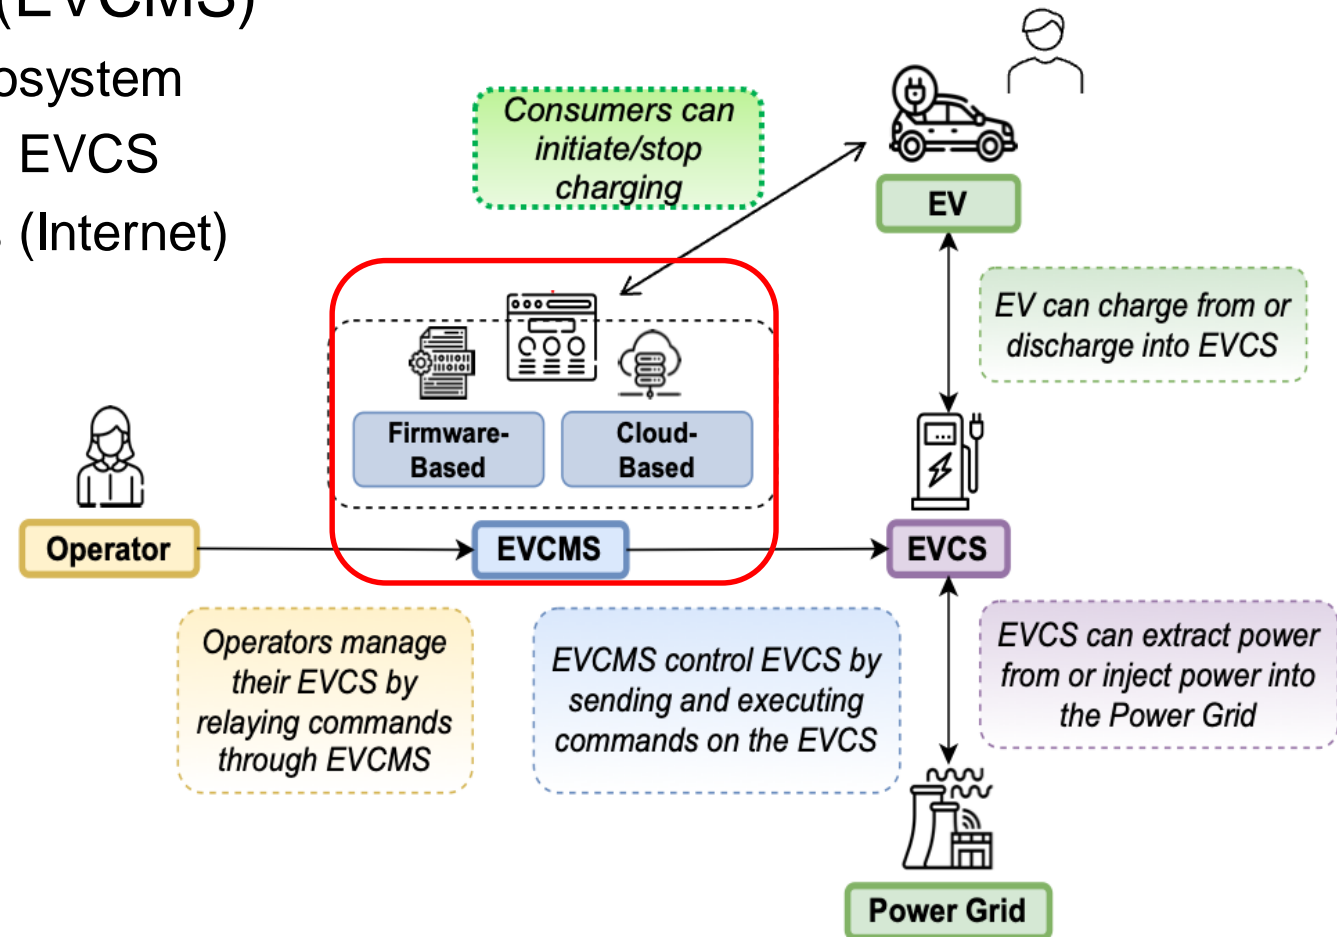 (EVCMS)
osystem
EVCS
s (Internet)
Consumers can
initiate/stop
charging
EV
EV can charge from or
discharge into EVCS
Firmware-
Based
Cloud-
Based
Operator
EVCMS
EVCS
Operators manage
their EVCS by
relaying commands
through EVCMS
EVCMS control EVCS by
sending and executing
commands on the EVCS
EVCS can extract power
from or inject power into
the Power Grid
Power Grid